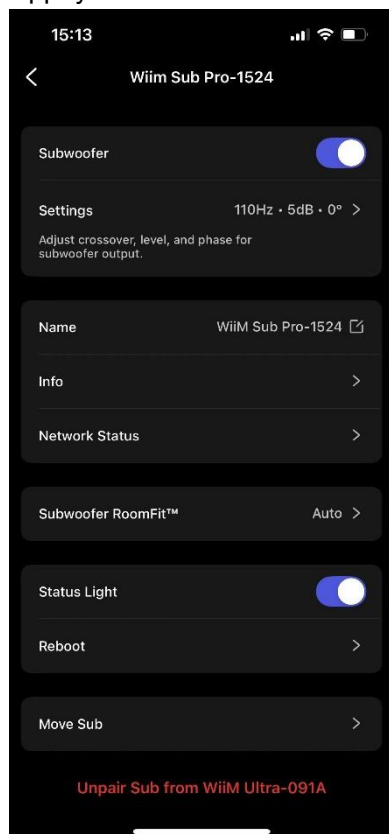 15:13
Wiim Sub Pro-1524
Subwoofer
Settings 110Hz • 5dB • 0°
Adjust crossover, level, and phase for
subwoofer output.
Name WiiM Sub Pro-1524
Info
Network Status
Subwoofer RoomFit™ Auto
Status Light
Reboot
Move Sub
Unpair Sub from WiiM Ultra-091A